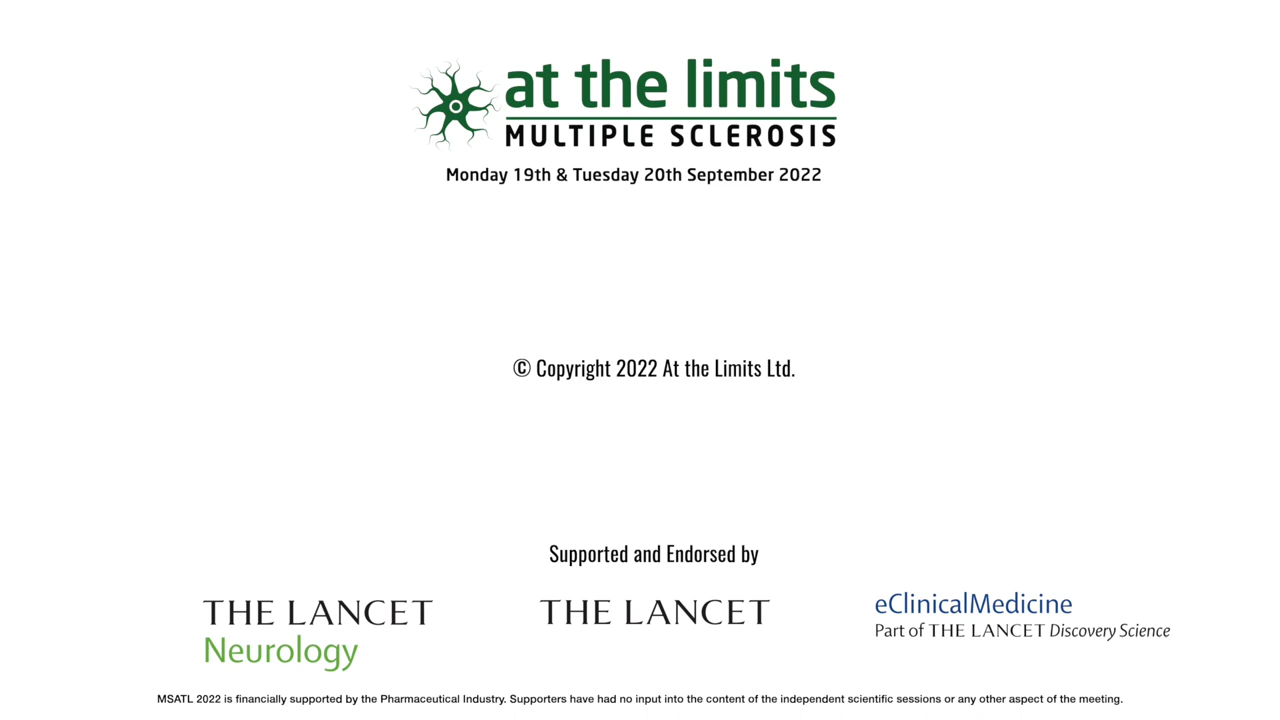 at the limits
MULTIPLE SCLEROSIS
Monday 19th & Tuesday 20th September 2022
© Copyright 2022 At the Limits Ltd.
Supported and Endorsed by
THE LANCET
Neurology
THE LANCET
eClinicalMedicine
Part of THE LANCET Discovery Science
MSATL 2022 is financially supported by the Pharmaceutical Industry. Supporters have had no input into the content of the independent scientific sessions or any other aspect of the meeting.